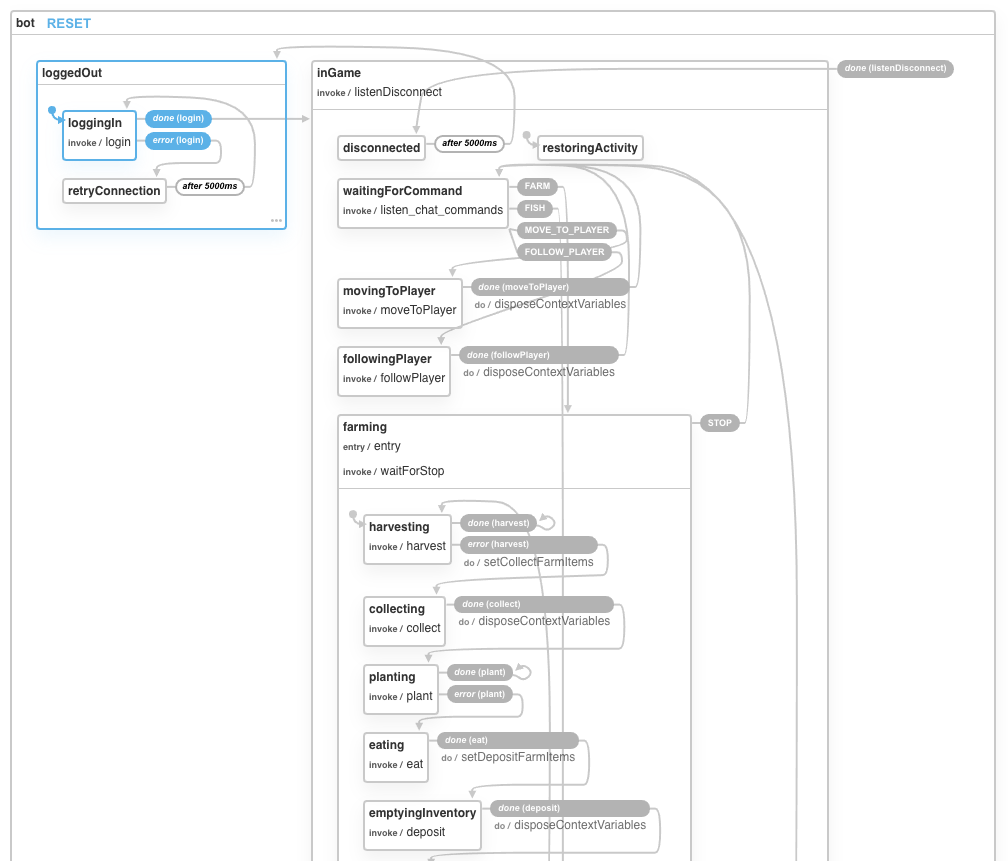 bot RESET
loggedOut
loggingIn
invoke / login
done (login)
error (login)
retryConnection
after 5000ms
...
inGame
invoke / listenDisconnect
done (listenDisconnect)
disconnected
after 5000ms
restoringActivity
waitingForCommand
invoke / listen_chat_commands
FARM
FISH
MOVE_TO_PLAYER
FOLLOW_PLAYER
movingToPlayer
invoke / moveToPlayer
done (moveToPlayer)
do / disposeContextVariables
followingPlayer
invoke / followPlayer
done (followPlayer)
do / disposeContextVariables
farming
entry / entry
invoke / waitForStop
STOP
harvesting
invoke / harvest
done (harvest)
error (harvest)
do / setCollectFarmItems
collecting
invoke / collect
done (collect)
do / disposeContextVariables
planting
invoke / plant
done (plant)
error (plant)
eating
invoke / eat
done (eat)
do / setDepositFarmItems
emptyingInventory
invoke / deposit
done (deposit)
do / disposeContextVariables